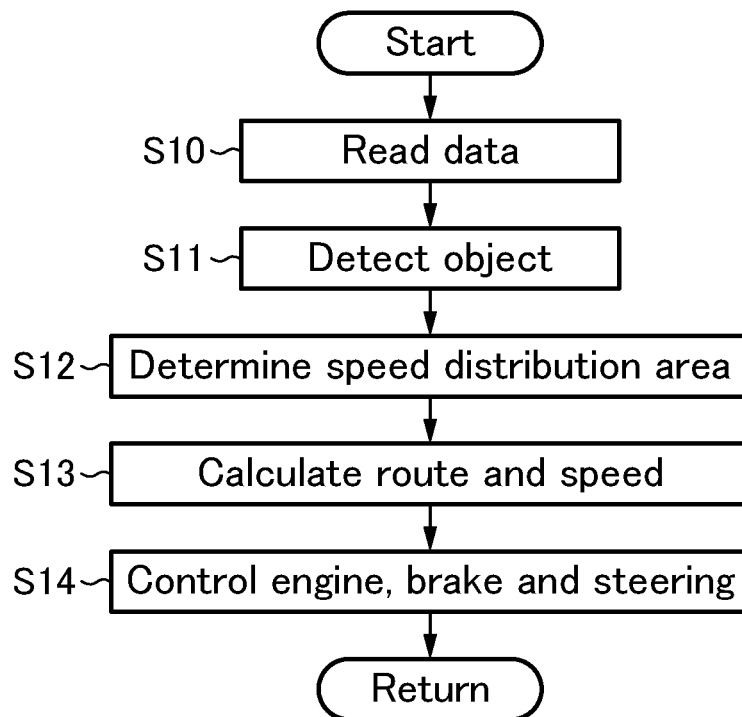 Start
S10 Read data
S11 Detect object
S12 Determine speed distribution area
S13 Calculate route and speed
S14 Control engine, brake and steering
Return